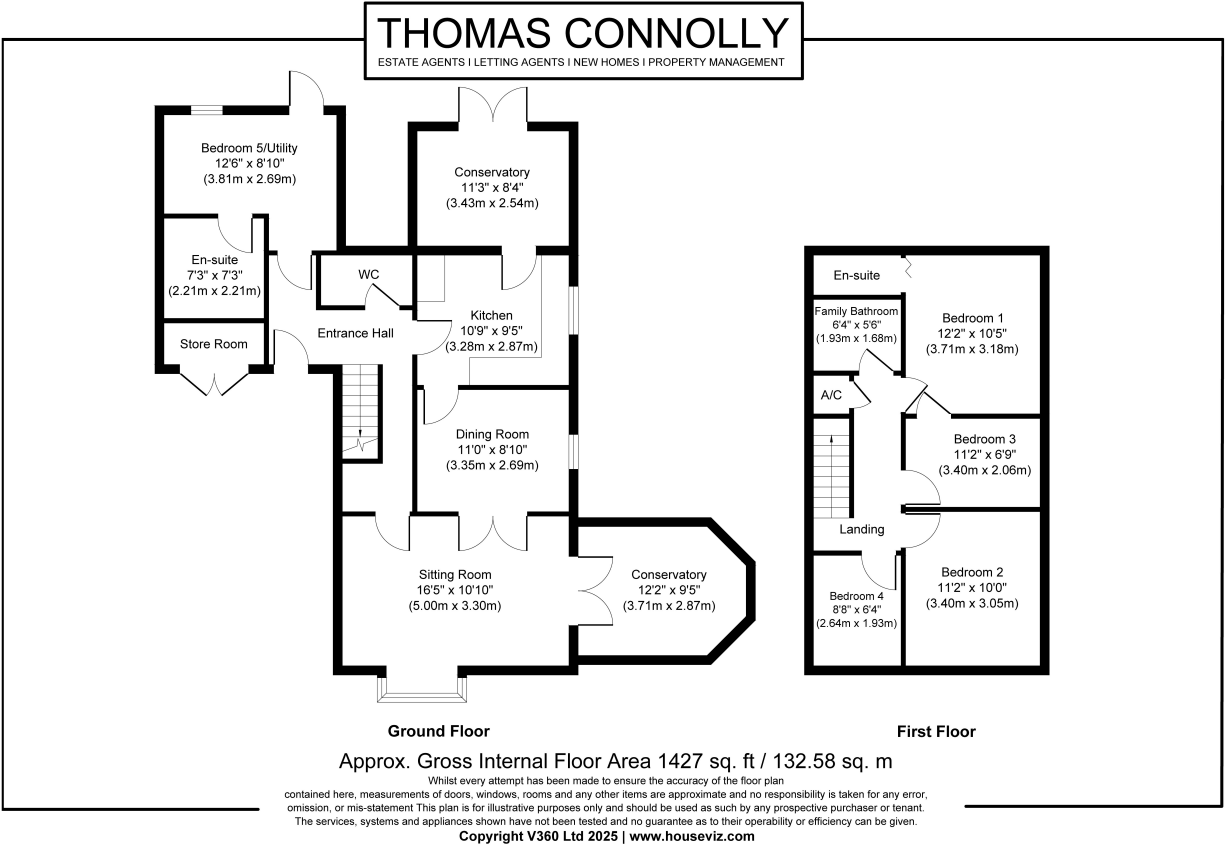 THOMAS CONNOLLY
ESTATE AGENTS I LETTING AGENTS I NEW HOMES I PROPERTY MANAGEMENT
Bedroom 5/Utility
12'6" x 8'10"
(3.81m x 2.69m)
Conservatory
11'3" x 8'4"
(3.43m x 2.54m)
En-suite
7'3" x 7'3"
(2.21m x 2.21m)
WC
Kitchen
10'9" x 9'5"
(3.28m x 2.87m)
Entrance Hall
Store Room
Dining Room
11'0" x 8'10"
(3.35m x 2.69m)
Sitting Room
16'5" x 10'10"
(5.00m x 3.30m)
Conservatory
12'2" x 9'5"
(3.71m x 2.87m)
Ground Floor
En-suite
Family Bathroom
6'4" x 5'6"
(1.93m x 1.68m)
Bedroom 1
12'2" x 10'5"
(3.71m x 3.18m)
A/C
Bedroom 3
11'2" x 6'9"
(3.40m x 2.06m)
Landing
Bedroom 2
11'2" x 10'0"
(3.40m x 3.05m)
Bedroom 4
8'8" x 6'4"
(2.64m x 1.93m)
First Floor
Approx. Gross Internal Floor Area 1427 sq. ft / 132.58 sq. m
Whilst every attempt has been made to ensure the accuracy of the floor plan
contained here, measurements of doors, windows, rooms and any other items are approximate and no responsibility is taken for any error,
omission, or mis-statement This plan is for illustrative purposes only and should be used as such by any prospective purchaser or tenant.
The services, systems and appliances shown have not been tested and no guarantee as to their operability or efficiency can be given.
Copyright V360 Ltd 2025 | www.houseviz.com